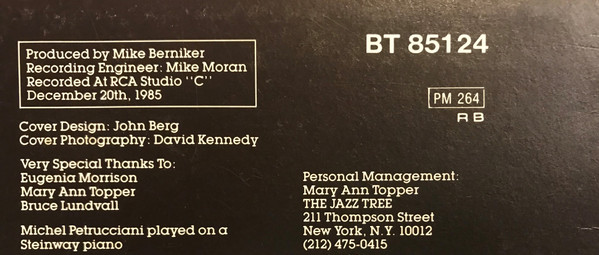 Produced by Mike Berniker
Recording Engineer: Mike Moran
Recorded At RCA Studio "C"
December 20th, 1985
BT 85124
PM 264
RB
Cover Design: John Berg
Cover Photography: David Kennedy
Very Special Thanks To:
Eugenia Morrison
Mary Ann Topper
Bruce Lundvall
Michel Petrucciani played on a
Steinway piano
Personal Management:
Mary Ann Topper
THE JAZZ TREE
211 Thompson Street
New York, N.Y. 10012
(212) 475-0415